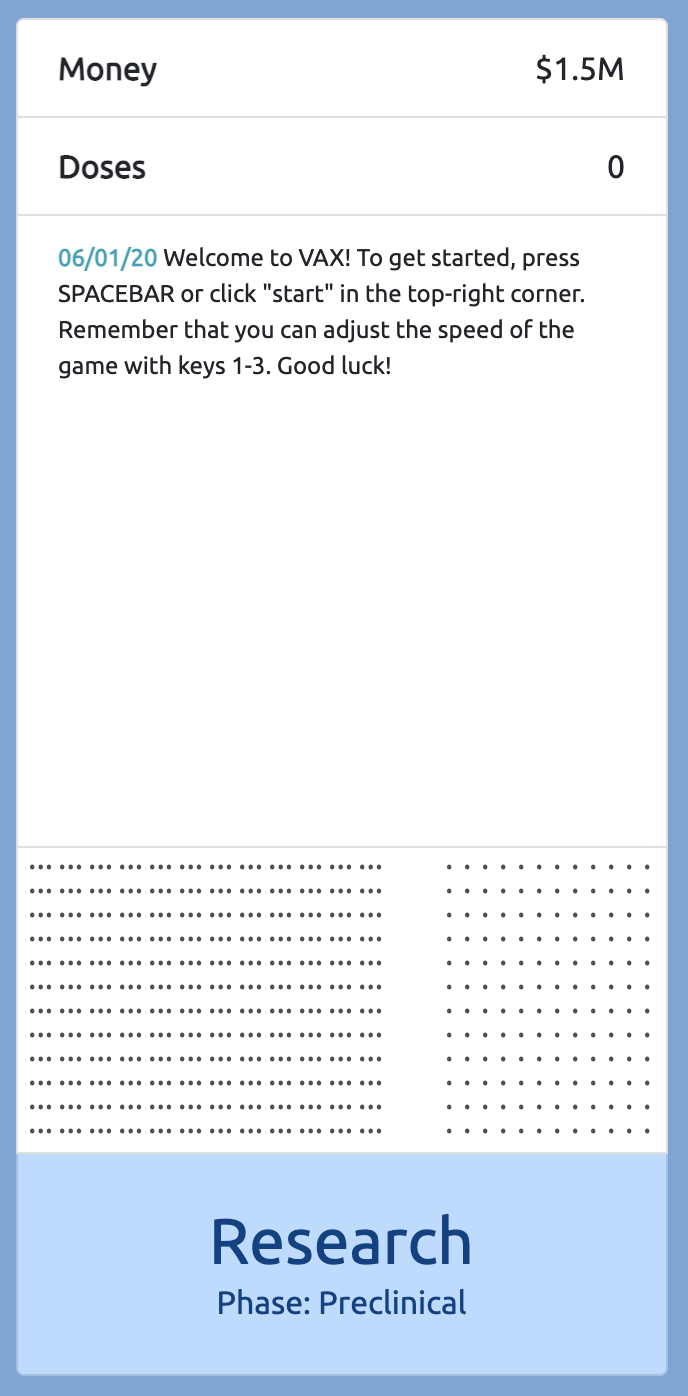 Money $1.5M
Doses 0
06/01/20 Welcome to VAX! To get started, press
SPACEBAR or click "start" in the top-right corner.
Remember that you can adjust the speed of the
game with keys 1-3. Good luck!
Research
Phase: Preclinical